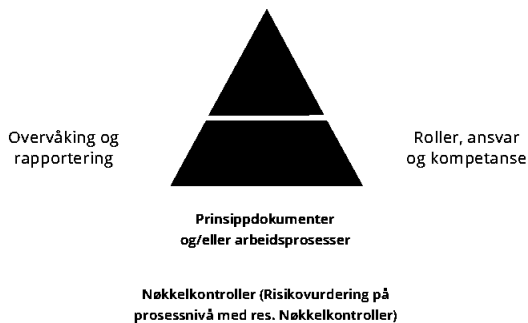 Overvåking og
rapportering
Roller, ansvar
og kompetanse
Prinsippdokumenter
og/eller arbeidsprosesser
Nøkkelkontroller (Risikovurdering på
prosessnivå med res. Nøkkelkontroller)